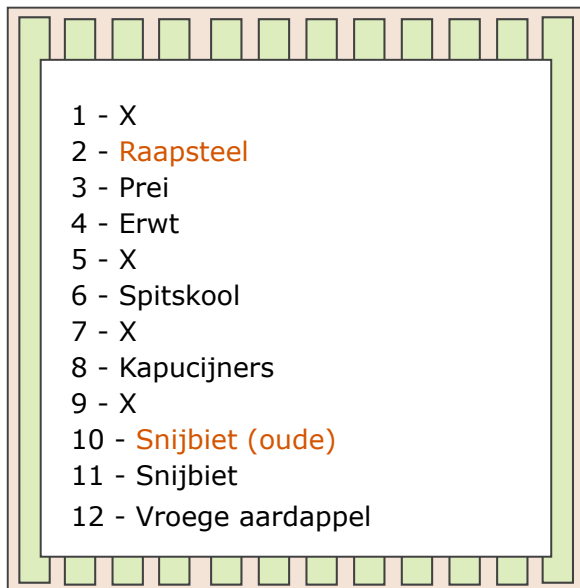 1 - X
2 - Raapsteel
3 - Prei
4 - Erwt
5 - X
6 - Spitskool
7 - X
8 - Kapucijners
9 - X
10 - Snijbiet (oude)
11 - Snijbiet
12 - Vroege aardappel